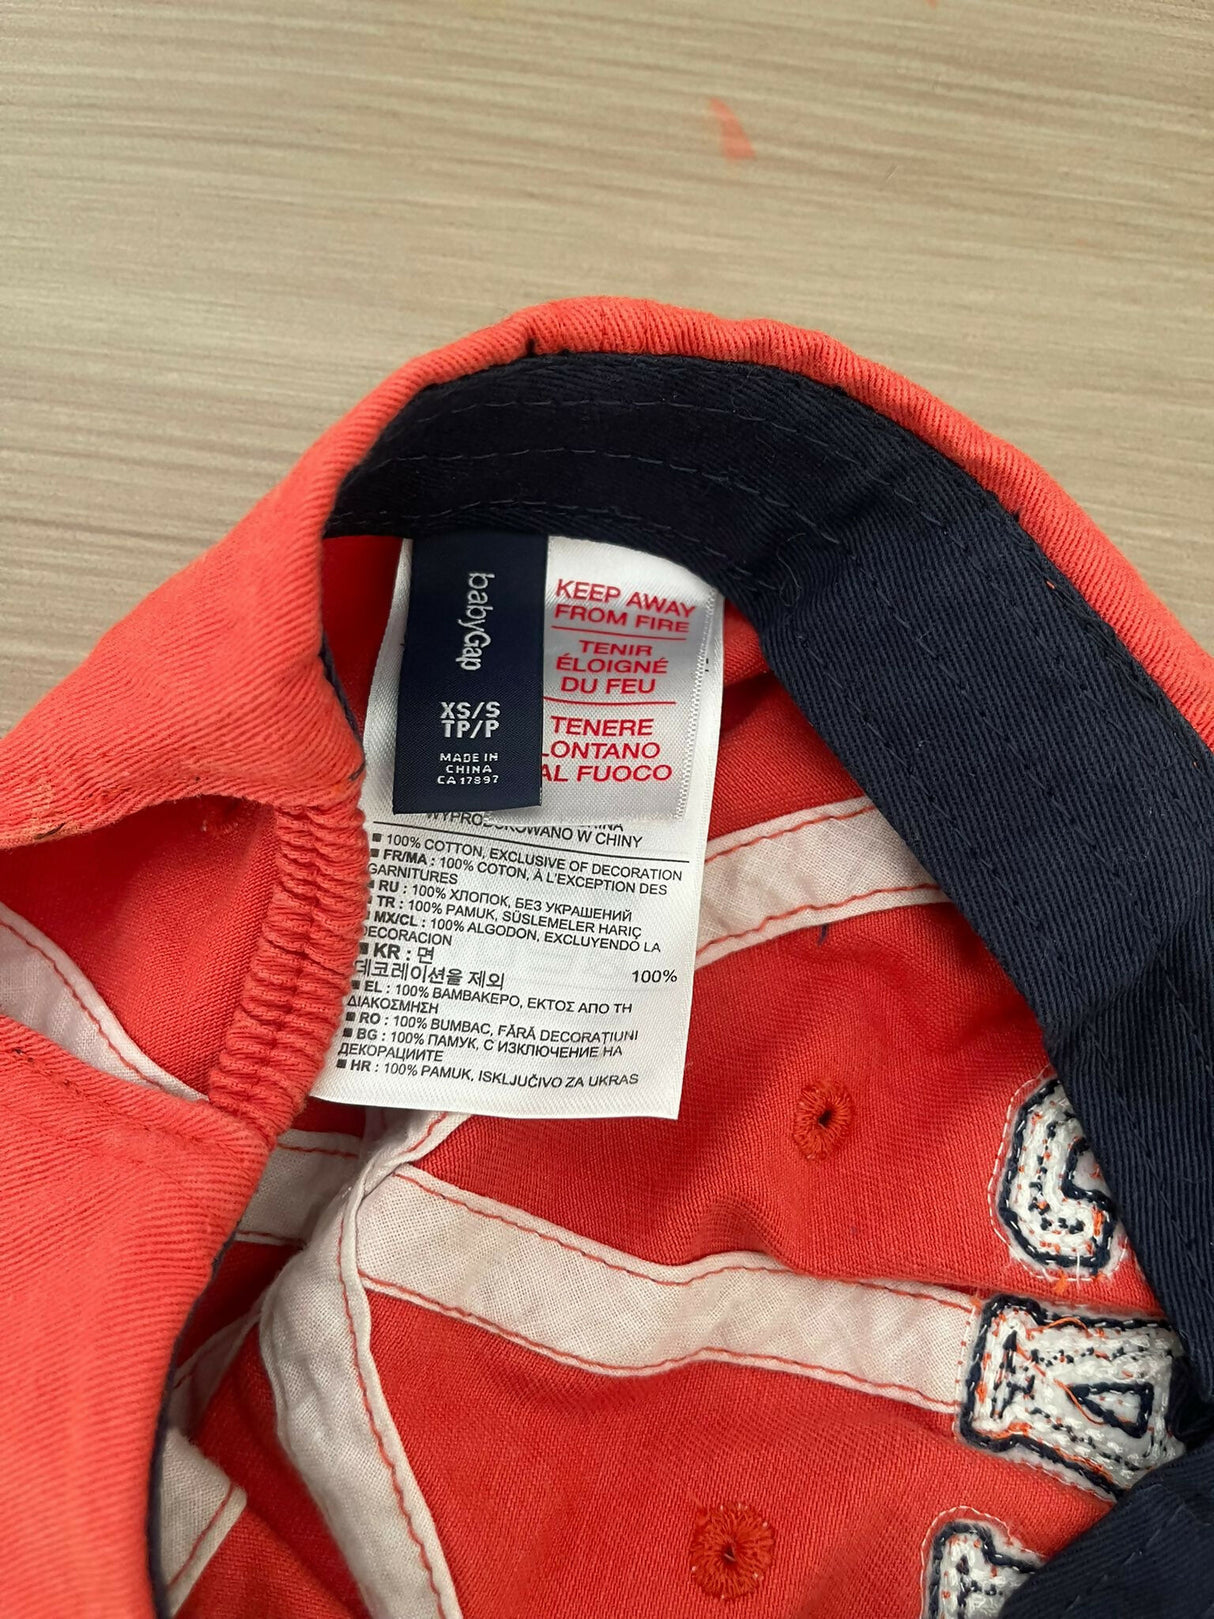 babyGap
XS/S
TP/P
MADE IN
CHINA
CA17897
KEEP AWAY
FROM FIRE
TENIR
ÉLOIGNÉ
DU FEU
TENERE
LONTANO
AL FUOCO
WYPRODUKOWANO W CHINY
■ 100% COTTON, EXCLUSIVE OF DECORATION
■ FR/MA : 100% COTON, À L'EXCEPTION DES
GARNITURES
■ RU : 100% ХЛОПОК, БЕЗ УКРАШЕНИЙ
■ TR : 100% PAMUK, SÜSLEMELER HARIÇ
■ MX/CL : 100% ALGODON, EXCLUYENDO LA
DECORACION
■ KR : 면 100%
데코레이션을 제외
■ EL : 100% ΒΑΜΒΑΚΕΡΟ, ΕΚΤΟΣ ΑΠΟ ΤΗ
ΔΙΑΚΟΣΜΗΣΗ
■ RO : 100% BUMBAC, FĂRĂ DECORAȚIUNI
■ BG : 100% ПАМУК, С ИЗКЛЮЧЕНИЕ НА
ДЕКОРАЦИИТЕ
■ HR : 100% PAMUK, ISKLJUČIVO ZA UKRAS